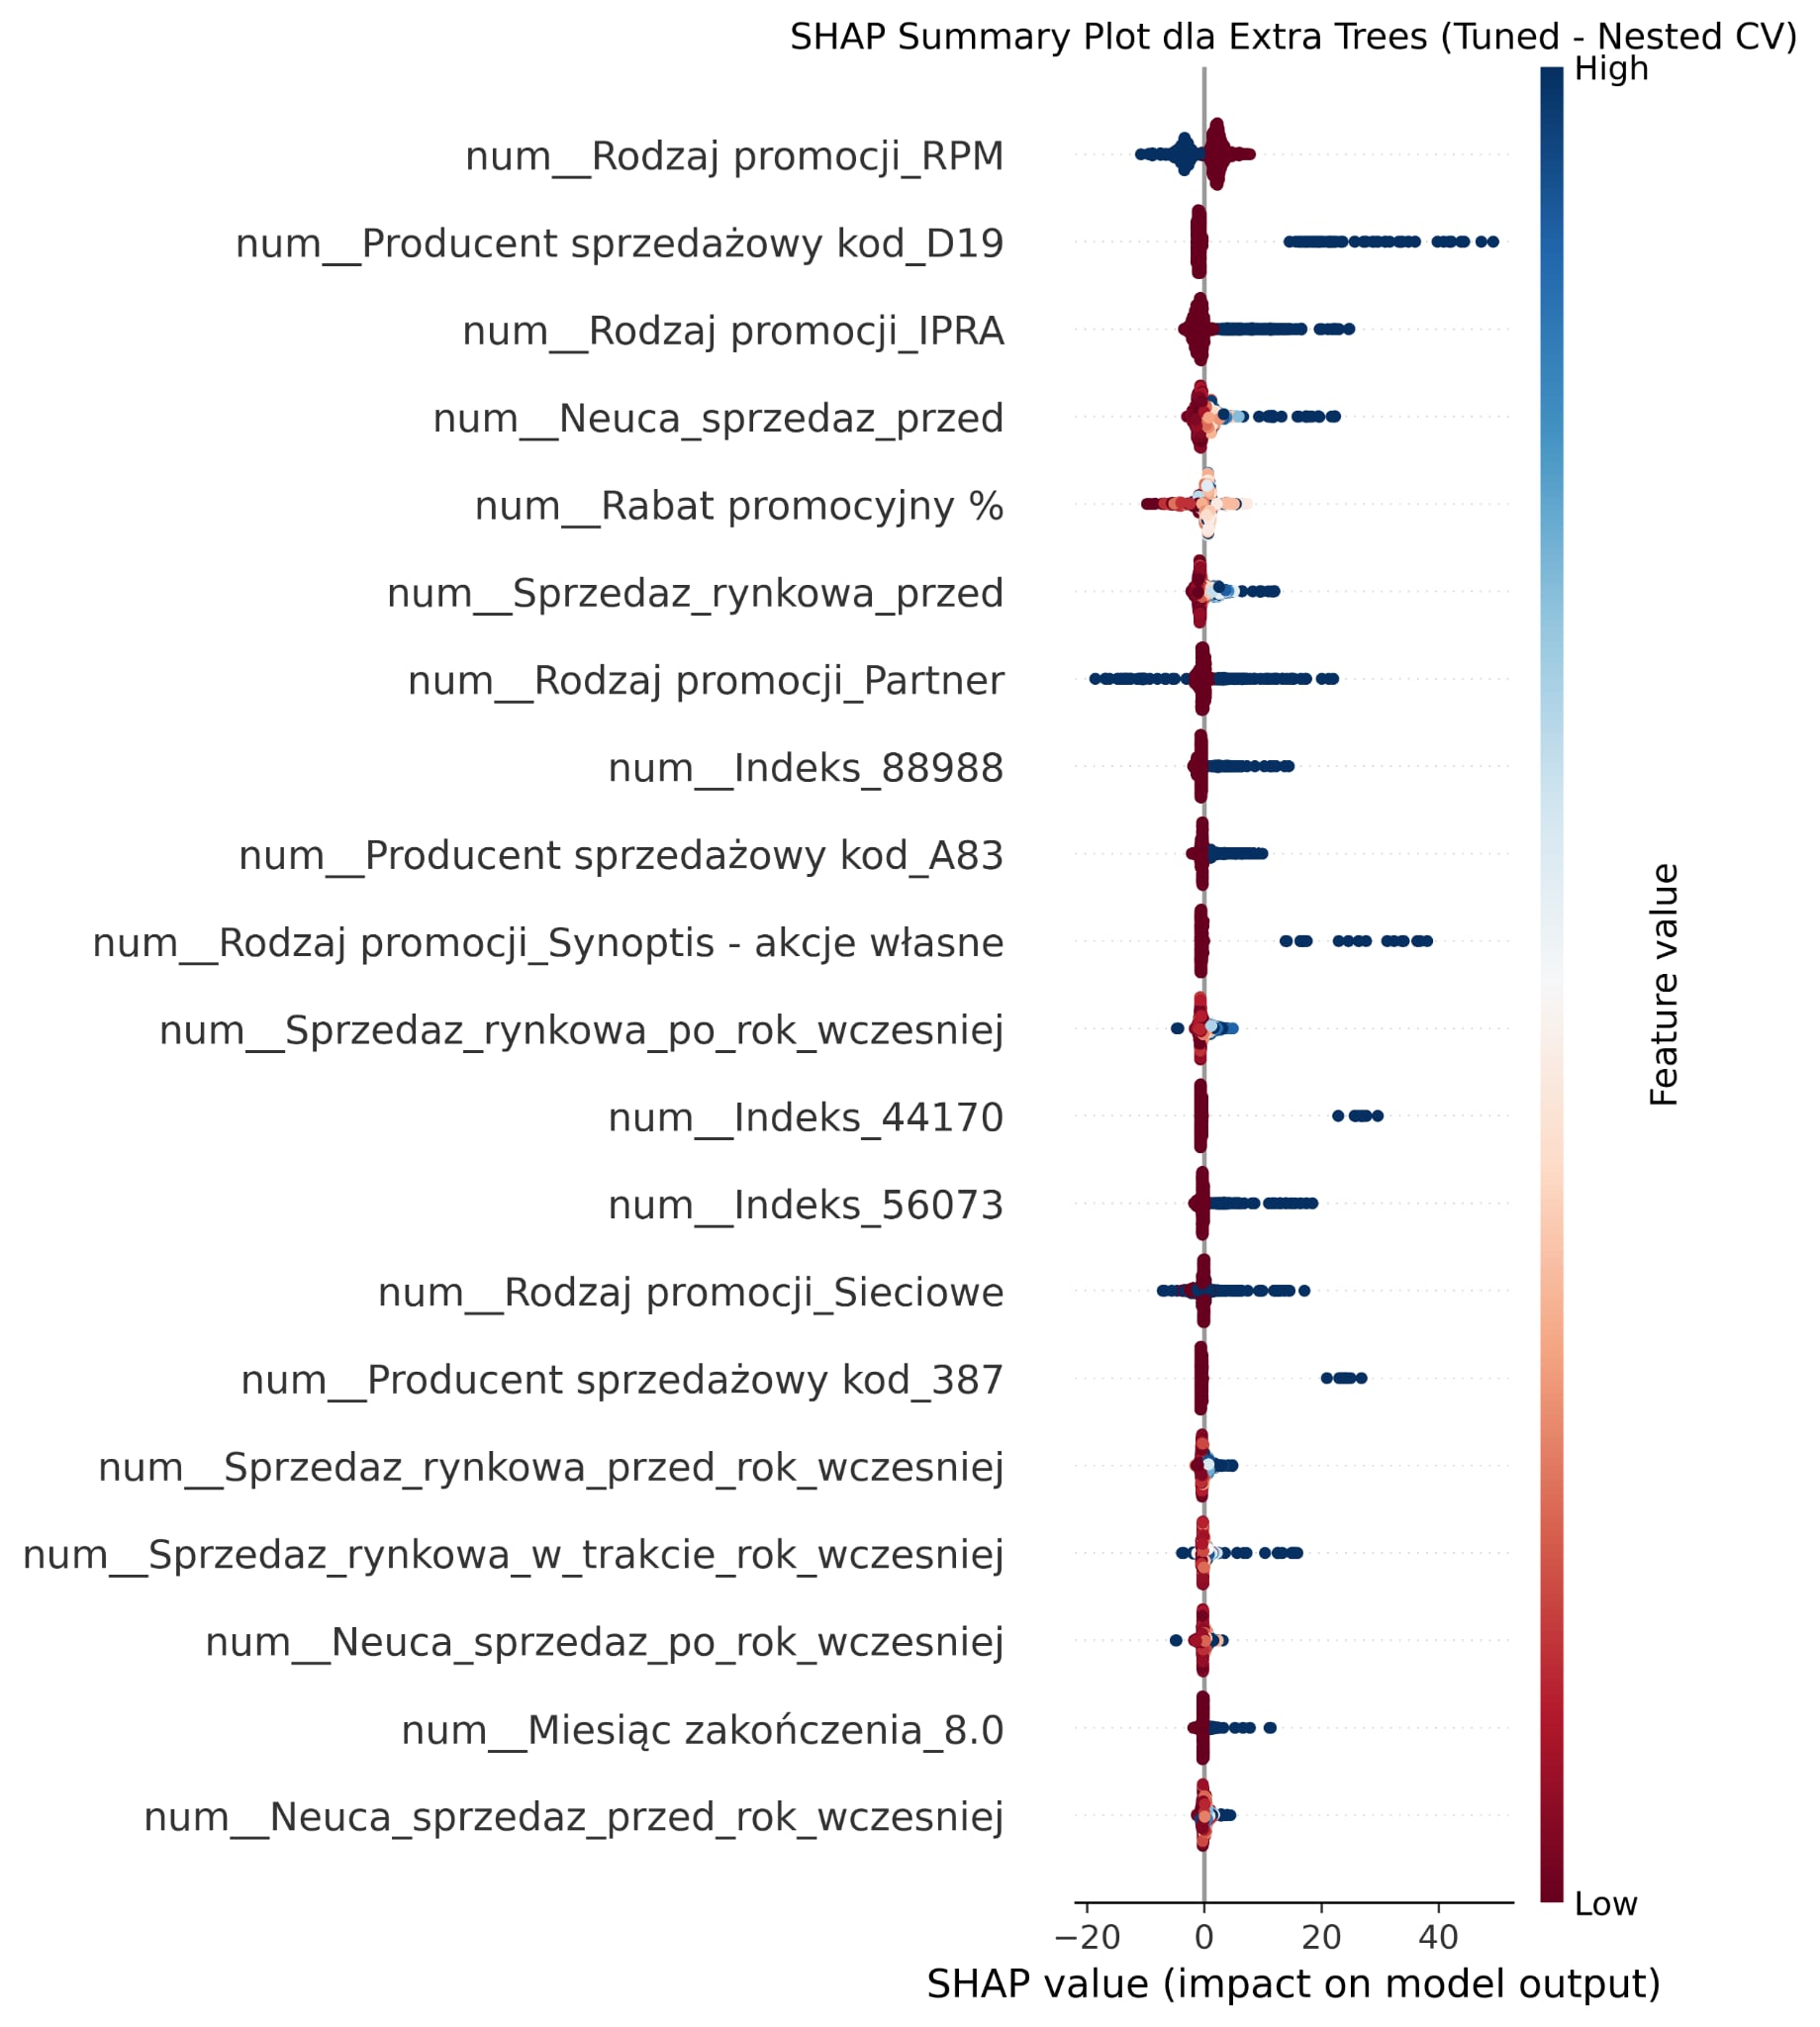 SHAP Summary Plot dla Extra Trees (Tuned - Nested CV)
High
num__Rodzaj promocji_RPM
num__Producent sprzedażowy kod_D19
num__Rodzaj promocji_IPRA
num__Neuca_sprzedaz_przed
num__Rabat promocyjny %
num__Sprzedaz_rynkowa_przed
num__Rodzaj promocji_Partner
num__Indeks_88988
num__Producent sprzedażowy kod_A83
num__Rodzaj promocji_Synoptis - akcje własne
num__Sprzedaz_rynkowa_po_rok_wczesniej
num__Indeks_44170
num__Indeks_56073
num__Rodzaj promocji_Sieciowe
num__Producent sprzedażowy kod_387
num__Sprzedaz_rynkowa_przed_rok_wczesniej
num__Sprzedaz_rynkowa_w_trakcie_rok_wczesniej
num__Neuca_sprzedaz_po_rok_wczesniej
num__Miesiąc zakończenia_8.0
num__Neuca_sprzedaz_przed_rok_wczesniej
Feature value
Low
−20 0 20 40
SHAP value (impact on model output)